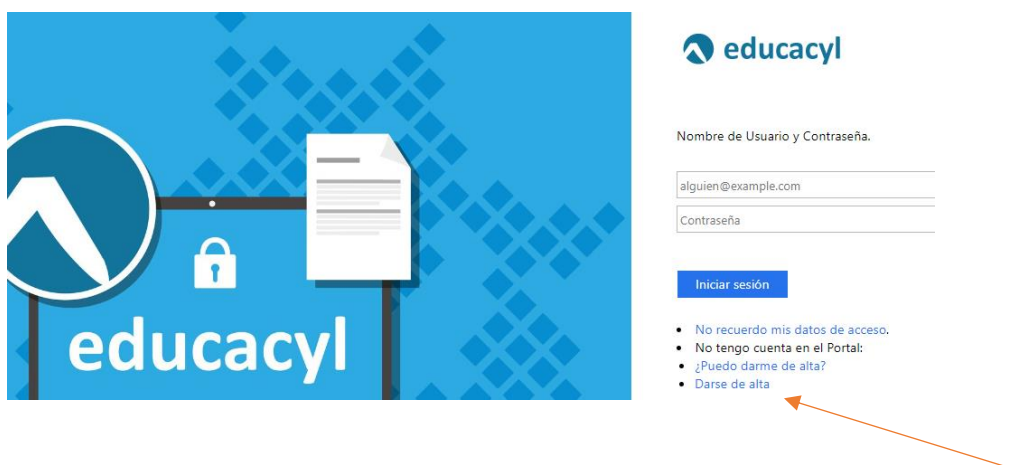 educacyl
educacyl
Nombre de Usuario y Contraseña.
alguien@example.com
Contraseña
Iniciar sesión
No recuerdo mis datos de acceso.
No tengo cuenta en el Portal:
¿Puedo darme de alta?
Darse de alta